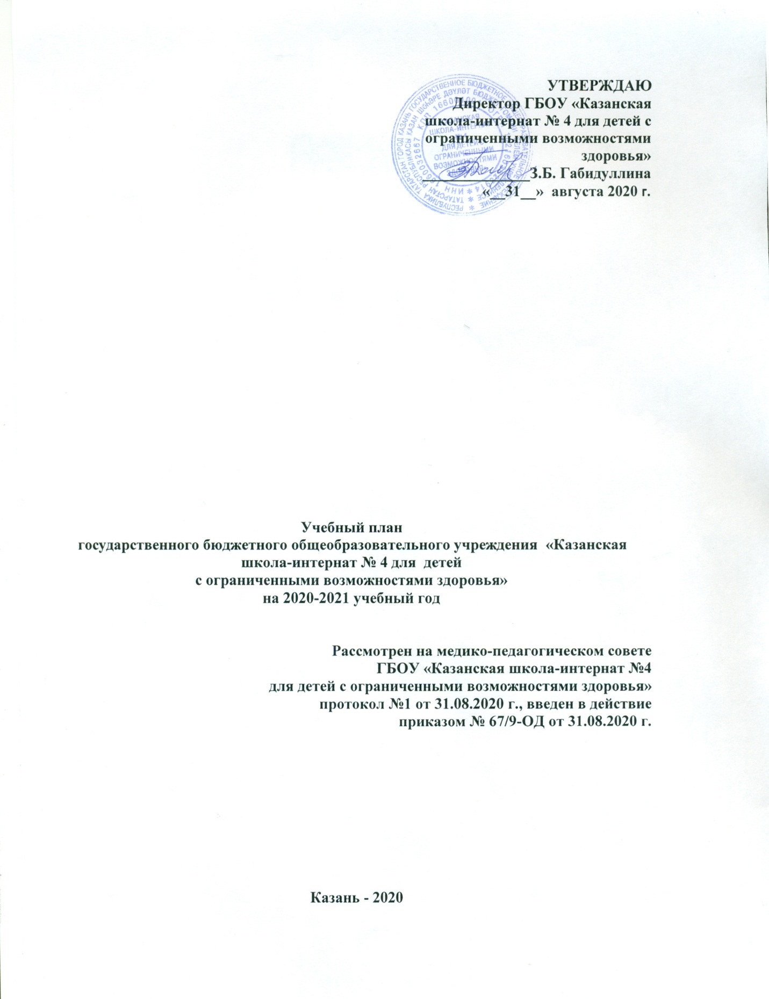 УТВЕРЖДАЮ
Директор ГБОУ «Казанская
школа-интернат № 4 для детей с
ограниченными возможностями
здоровья»
______________З.Б. Габидуллина
«__31__» августа 2020 г.
Учебный план
государственного бюджетного общеобразовательного учреждения «Казанская
школа-интернат № 4 для детей
с ограниченными возможностями здоровья»
на 2020-2021 учебный год
Рассмотрен на медико-педагогическом совете
ГБОУ «Казанская школа-интернат №4
для детей с ограниченными возможностями здоровья»
протокол №1 от 31.08.2020 г., введен в действие
приказом № 67/9-ОД от 31.08.2020 г.
Казань - 2020